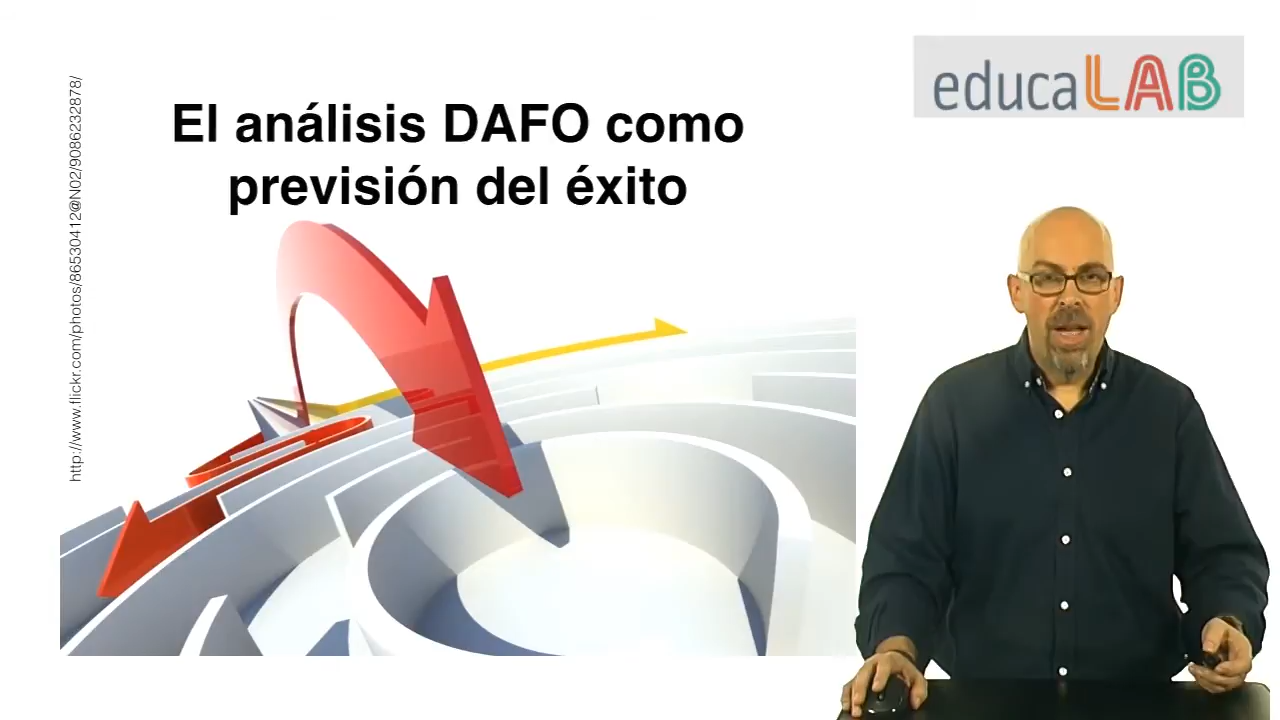 El análisis DAFO como
previsión del éxito
educaLAB
http://www.flickr.com/photos/86530412@N02/9086232878/